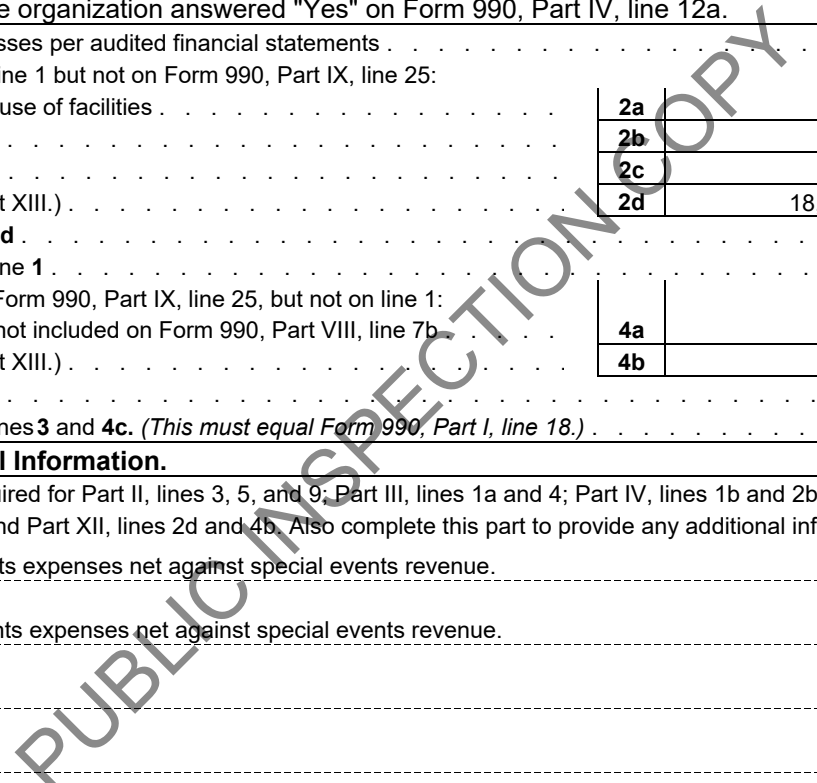 e organization answered "Yes" on Form 990, Part IV, line 12a.
sses per audited financial statements . . . . . . . . . . . . . . . . . . . .
ine 1 but not on Form 990, Part IX, line 25:
use of facilities . . . . . . . . . . . . . . . . 2a
. . . . . . . . . . . . . . . . . . . . . . 2b
. . . . . . . . . . . . . . . . . . . . . . 2c
t XIII.) . . . . . . . . . . . . . . . . . . . . 2d 18
d . . . . . . . . . . . . . . . . . . . . . . . . . . . . . .
ne 1 . . . . . . . . . . . . . . . . . . . . . . . . . . . . .
Form 990, Part IX, line 25, but not on line 1:
not included on Form 990, Part VIII, line 7b . . . . . 4a
t XIII.) . . . . . . . . . . . . . . . . . . . . 4b
. . . . . . . . . . . . . . . . . . . . . . . . . . . . . . .
nes 3 and 4c. (This must equal Form 990, Part I, line 18.) . . . . . . . . .
l Information.
uired for Part II, lines 3, 5, and 9; Part III, lines 1a and 4; Part IV, lines 1b and 2b
nd Part XII, lines 2d and 4b. Also complete this part to provide any additional inf
ts expenses net against special events revenue.
nts expenses net against special events revenue.
PUBLIC INSPECTION COPY